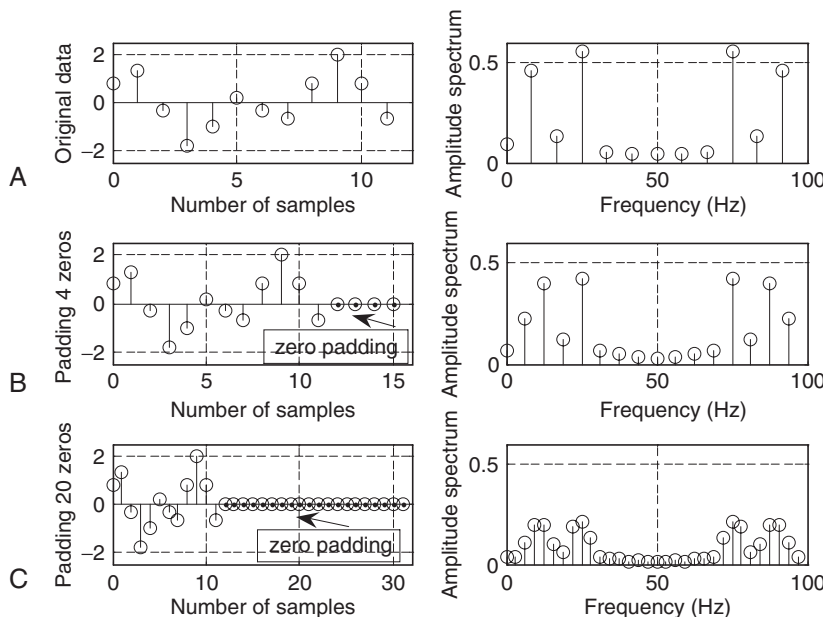 A
Original data
2
0
−2
0
5
10
Number of samples
Amplitude spectrum
0.5
0
0
50
100
Frequency (Hz)
B
Padding 4 zeros
2
0
−2
zero padding
0
5
10
15
Number of samples
Amplitude spectrum
0.5
0
0
50
100
Frequency (Hz)
C
Padding 20 zeros
2
0
−2
zero padding
0
10
20
30
Number of samples
Amplitude spectrum
0.5
0
0
50
100
Frequency (Hz)